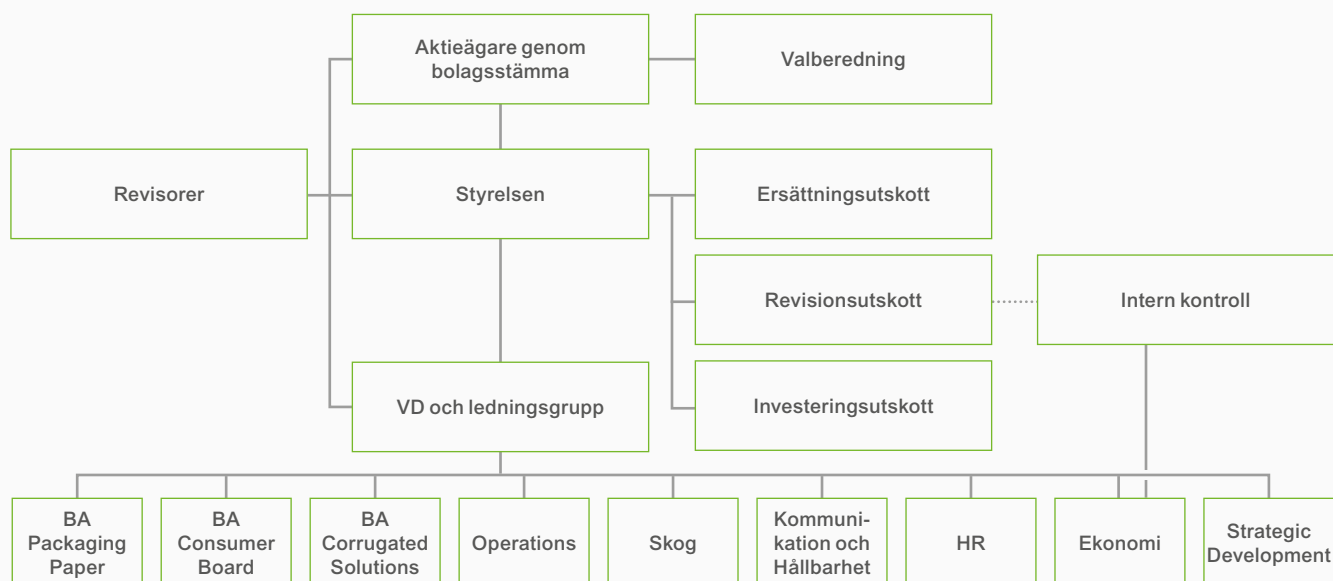 Aktieägare genom
bolagsstämma
Valberedning
Revisorer
Styrelsen
Ersättningsutskott
Revisionsutskott
Intern kontroll
VD och ledningsgrupp
Investeringsutskott
BA
Packaging
Paper
BA
Consumer
Board
BA
Corrugated
Solutions
Operations
Skog
Kommuni-
kation och
Hållbarhet
HR
Ekonomi
Strategic
Development